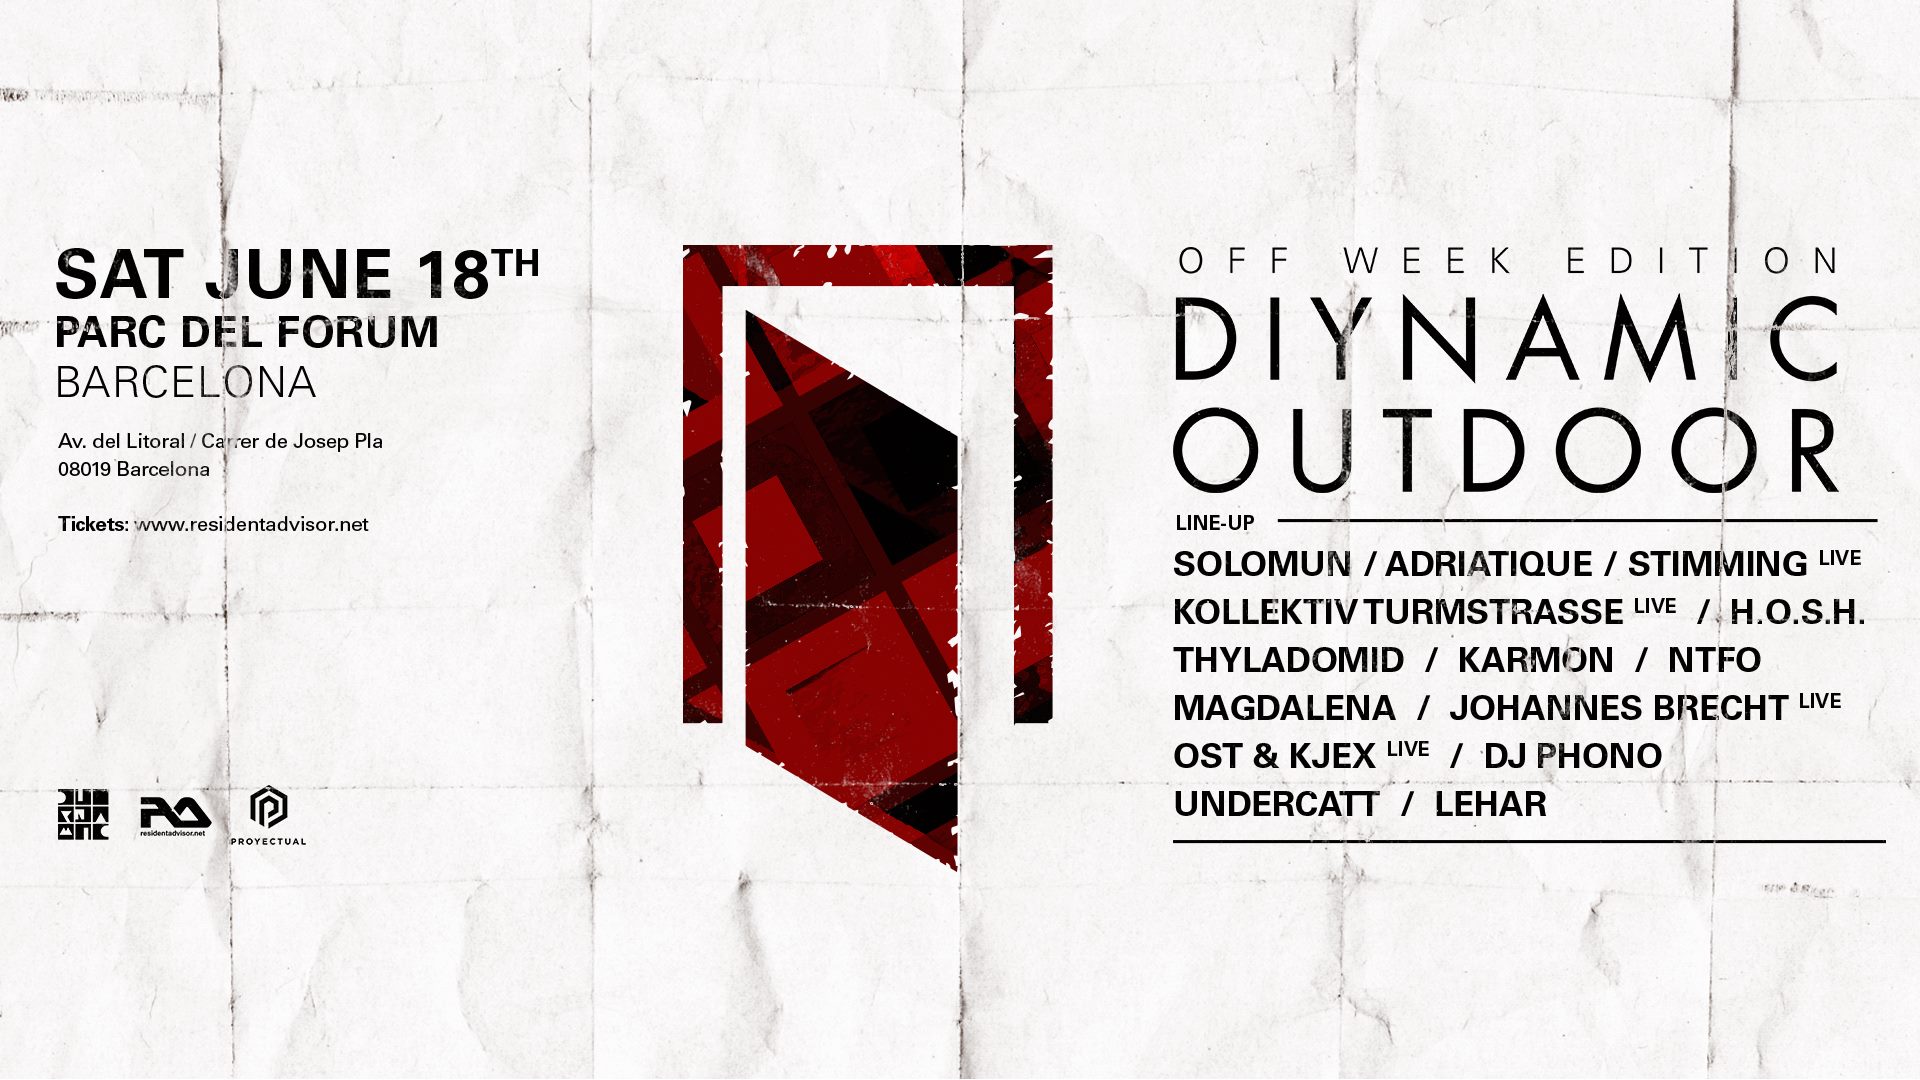 SAT JUNE 18TH
PARC DEL FORUM
BARCELONA
Av. del Litoral / Carrer de Josep Pla
08019 Barcelona
Tickets: www.residentadvisor.net
DIYNAMIC
RA
residentadvisor.net
PROYECTUAL
OFF WEEK EDITION
DIYNAMIC
OUTDOOR
LINE-UP
SOLOMUN / ADRIATIQUE / STIMMING LIVE
KOLLEKTIV TURMSTRASSE LIVE / H.O.S.H.
THYLADOMID / KARMON / NTFO
MAGDALENA / JOHANNES BRECHT LIVE
OST & KJEX LIVE / DJ PHONO
UNDERCATT / LEHAR